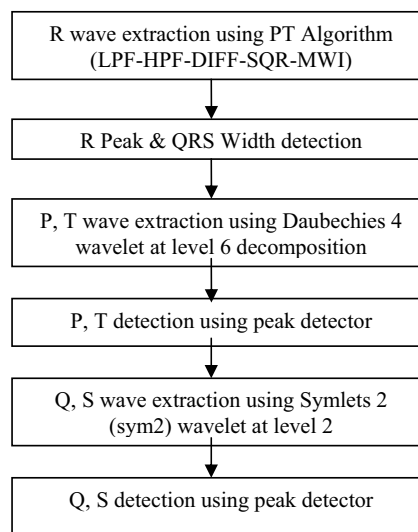 R wave extraction using PT Algorithm
(LPF-HPF-DIFF-SQR-MWI)
R Peak & QRS Width detection
P, T wave extraction using Daubechies 4
wavelet at level 6 decomposition
P, T detection using peak detector
Q, S wave extraction using Symlets 2
(sym2) wavelet at level 2
Q, S detection using peak detector